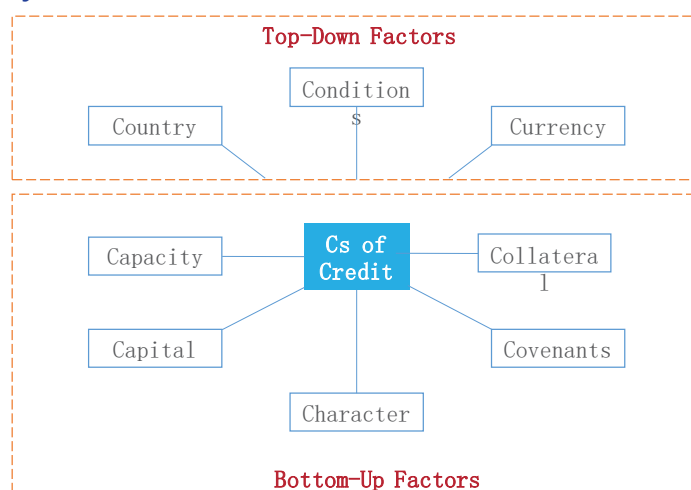 Top-Down Factors
Condition
s
Country
Currency
Cs of
Credit
Capacity
Collatera
l
Capital
Covenants
Character
Bottom-Up Factors